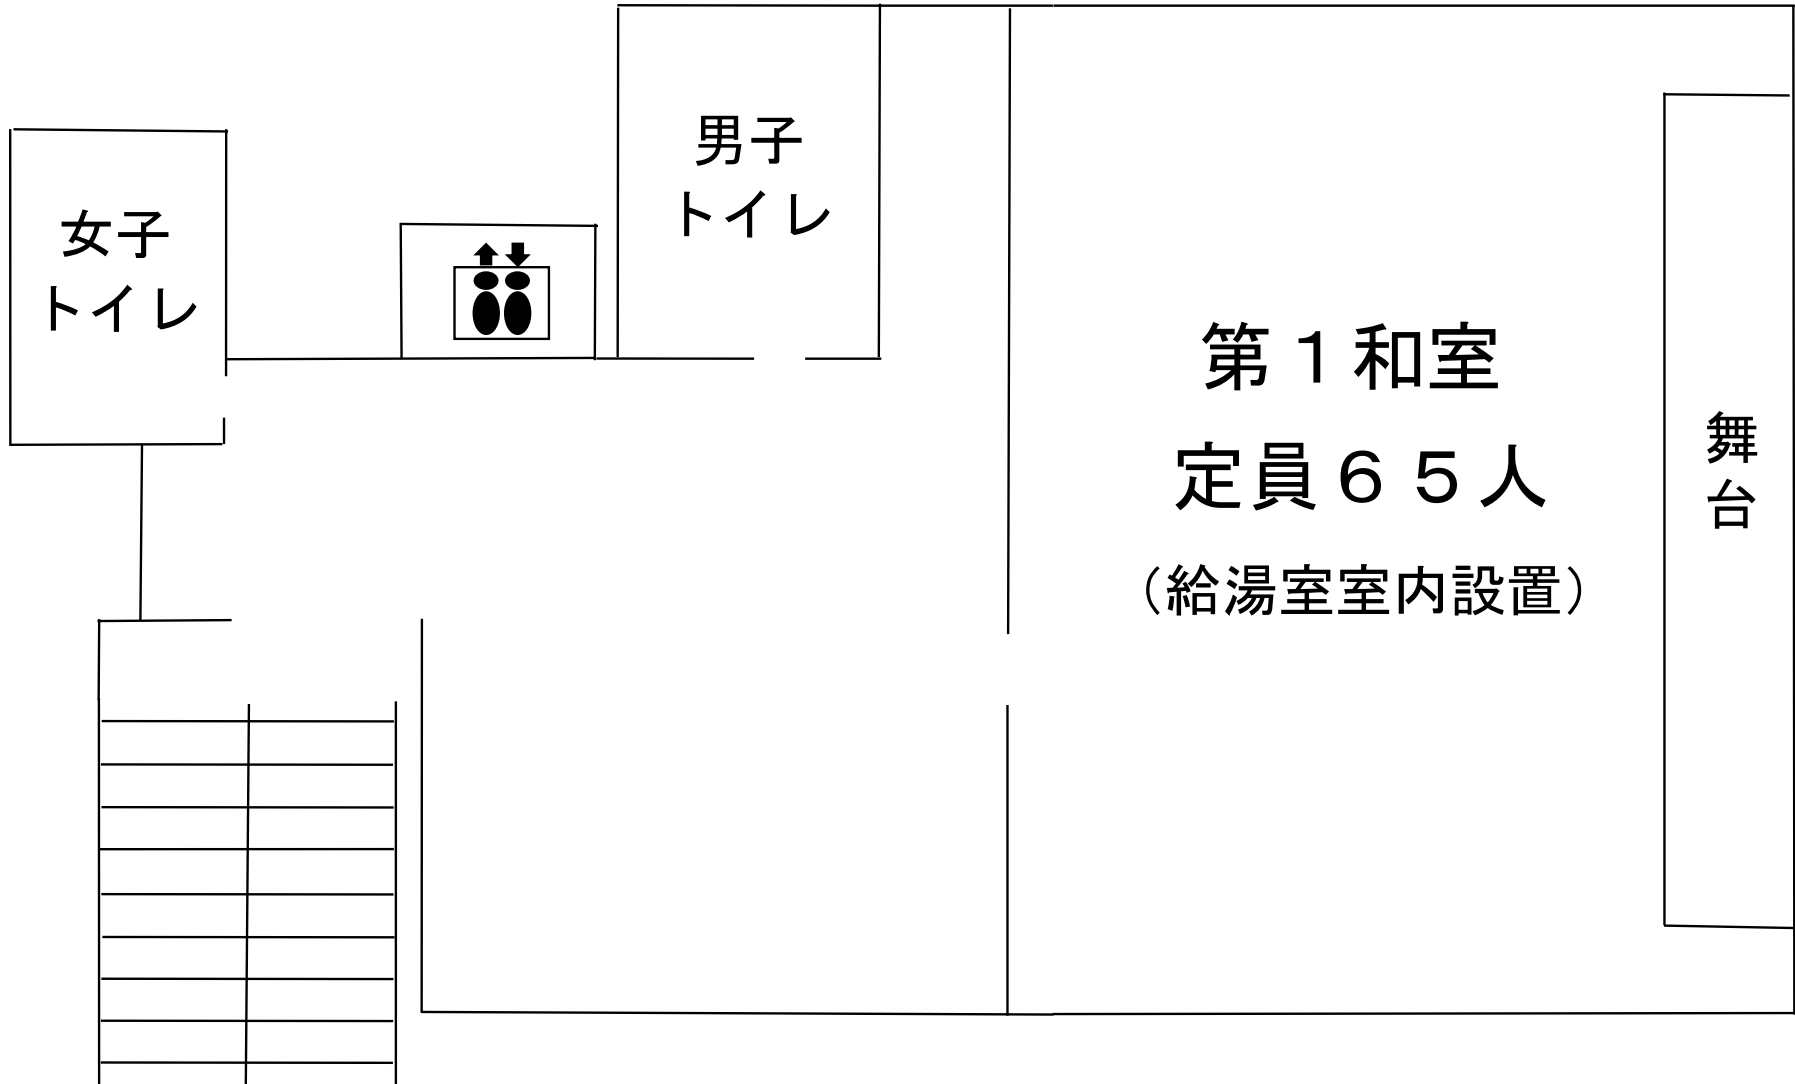 男子
トイレ
女子
トイレ
第１和室
定員６５人
（給湯室室内設置）
舞台